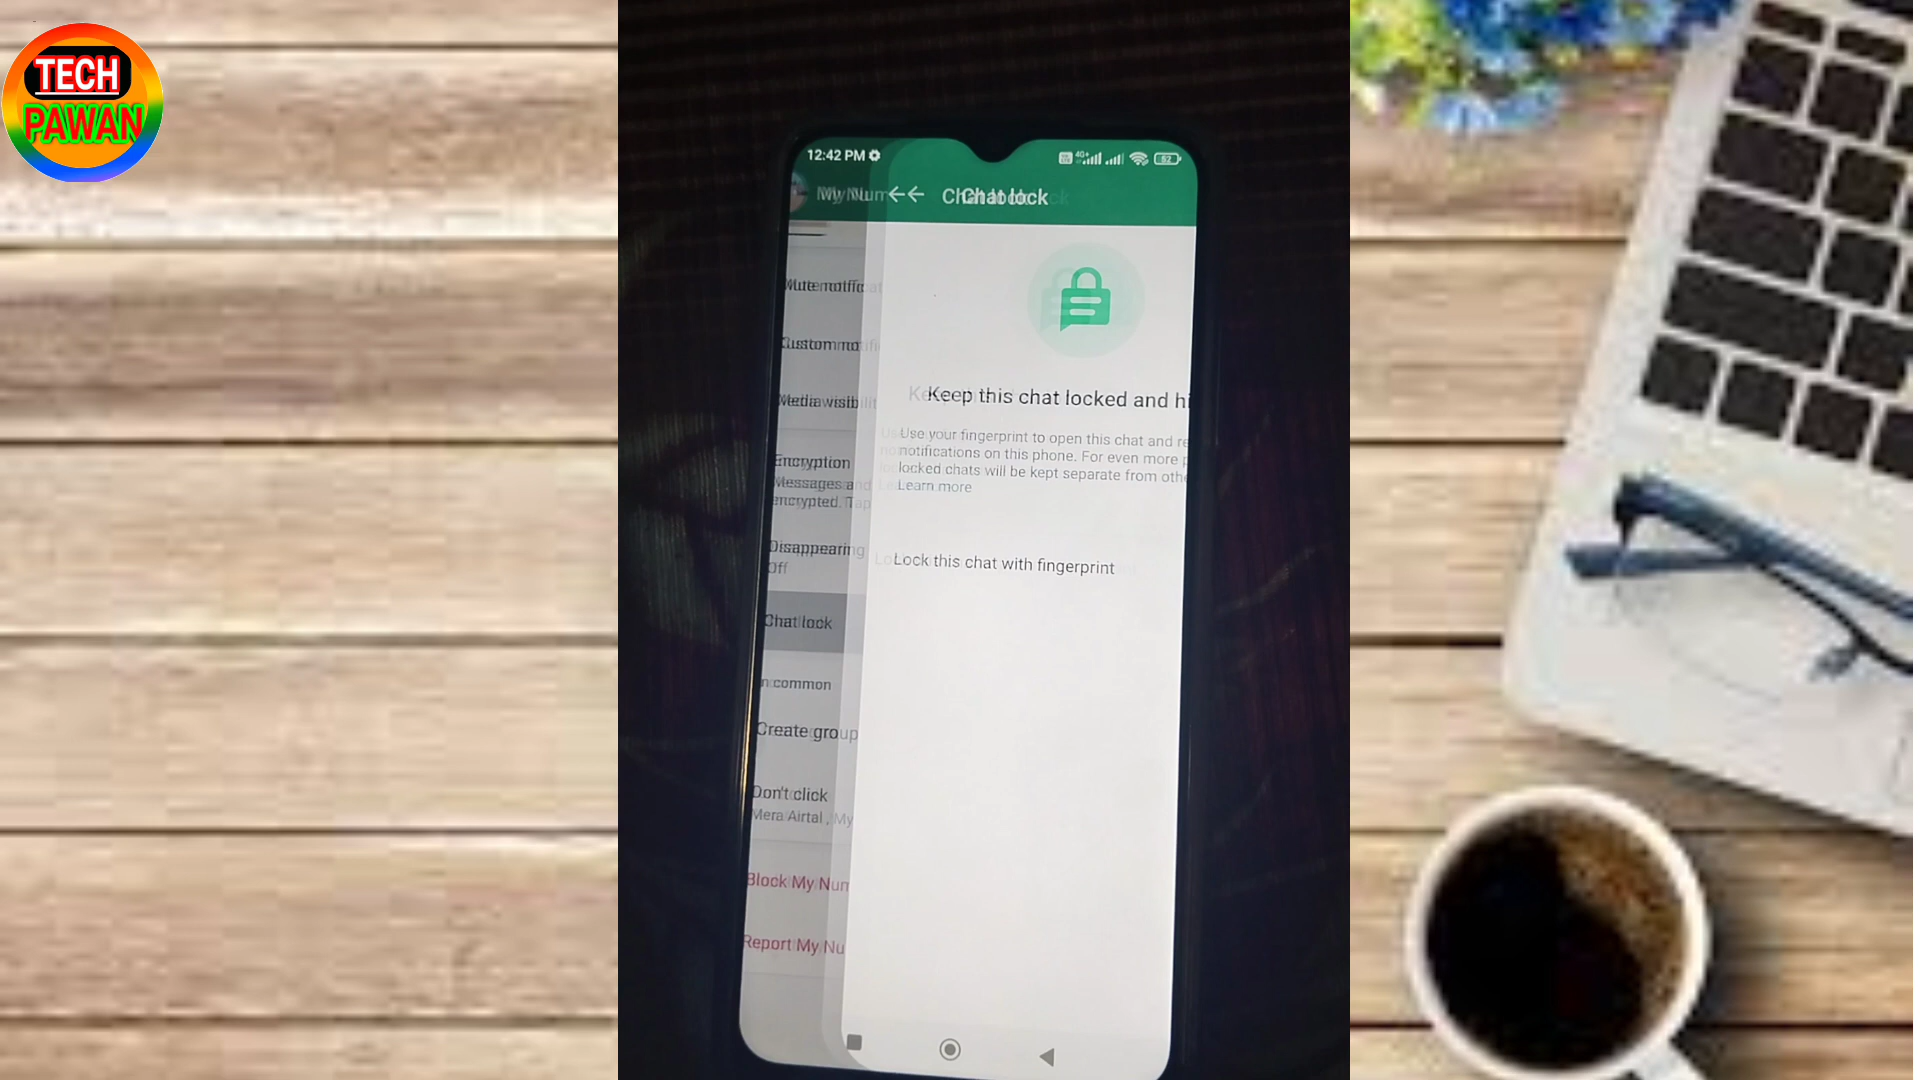 TECH
PAWAN
12:42 PM
4G+
52
My Num
Chat lock
Mute notificat
Custom notifi
Media visibilit
Encryption
Messages and
encrypted. Tap
Disappearing
Off
Chat lock
In common
Create group
Don't click
Mera Airtal , My
Block My Num
Report My Nu
Keep this chat locked and hi
Use your fingerprint to open this chat and re
notifications on this phone. For even more p
locked chats will be kept separate from othe
Learn more
Lock this chat with fingerprint